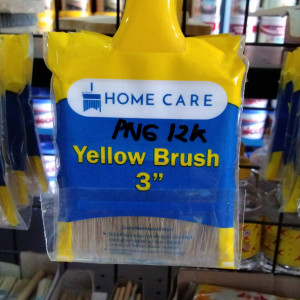 HOME CARE
PNG 12K
Yellow Brush
3”